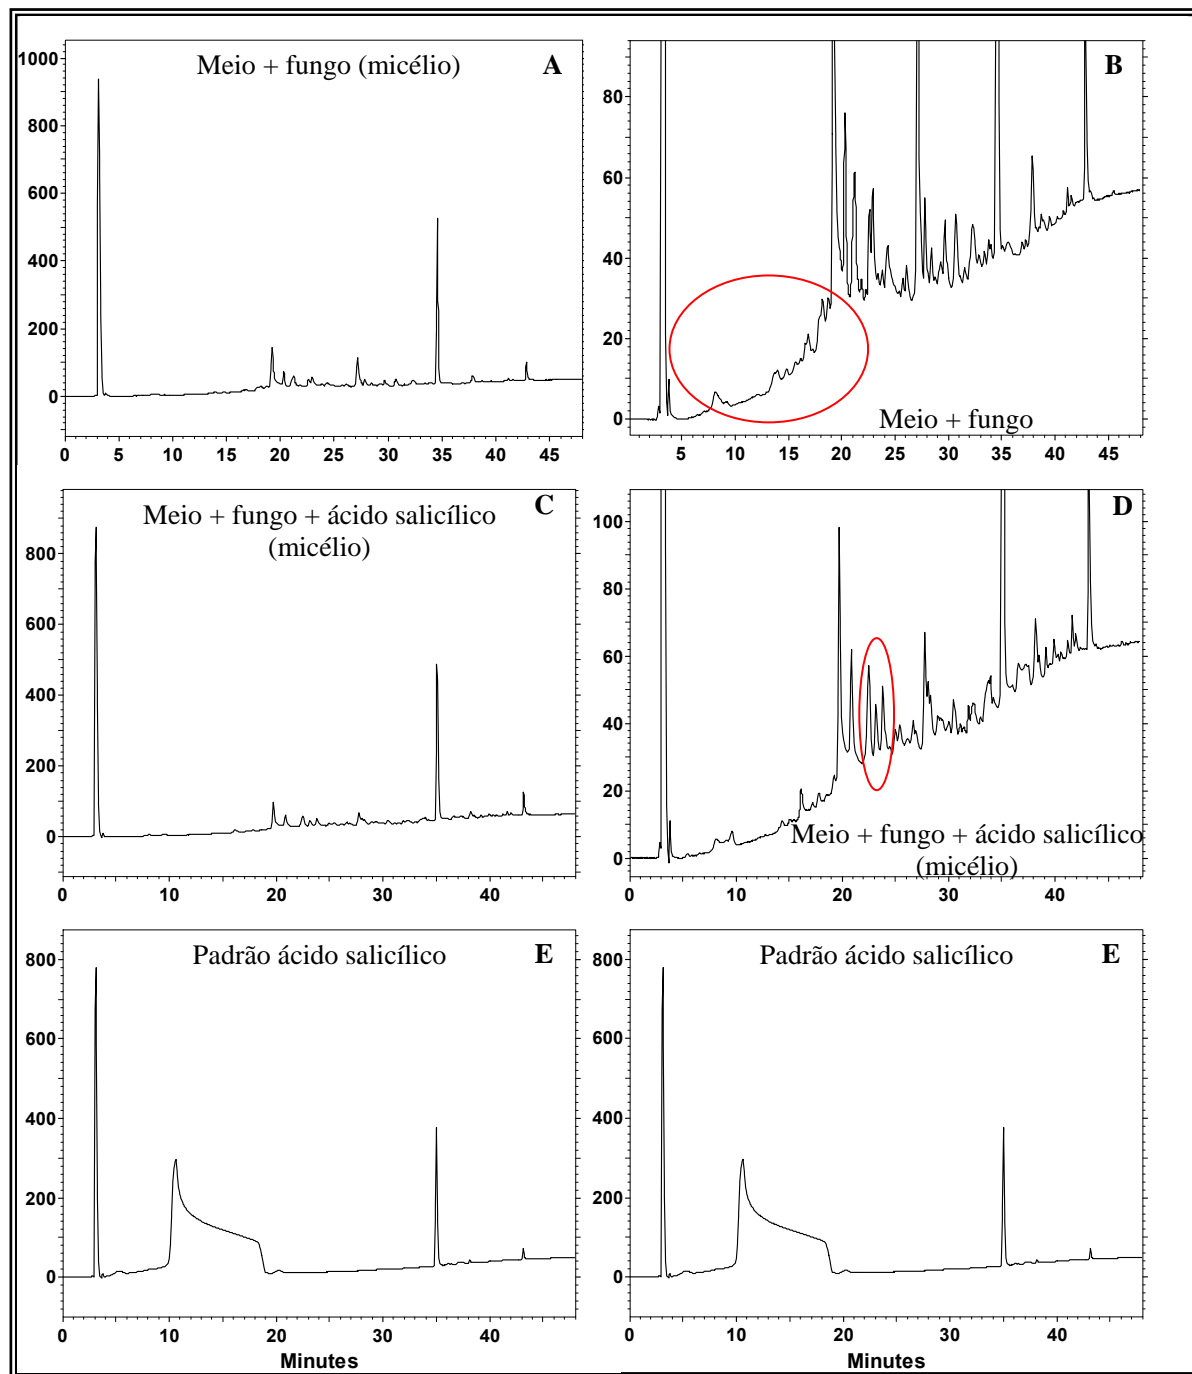 Meio + fungo (micélio) A
1000
800
600
400
200
0
0 5 10 15 20 25 30 35 40 45
B
80
60
40
20
0
Meio + fungo
5 10 15 20 25 30 35 40 45
Meio + fungo + ácido salicílico C
(micélio)
800
600
400
200
0
0 10 20 30 40
D
100
80
60
40
20
0
Meio + fungo + ácido salicílico
(micélio)
0 10 20 30 40
Padrão ácido salicílico E
800
600
400
200
0
0 10 20 30 40
Minutes
Padrão ácido salicílico E
800
600
400
200
0
0 10 20 30 40
Minutes